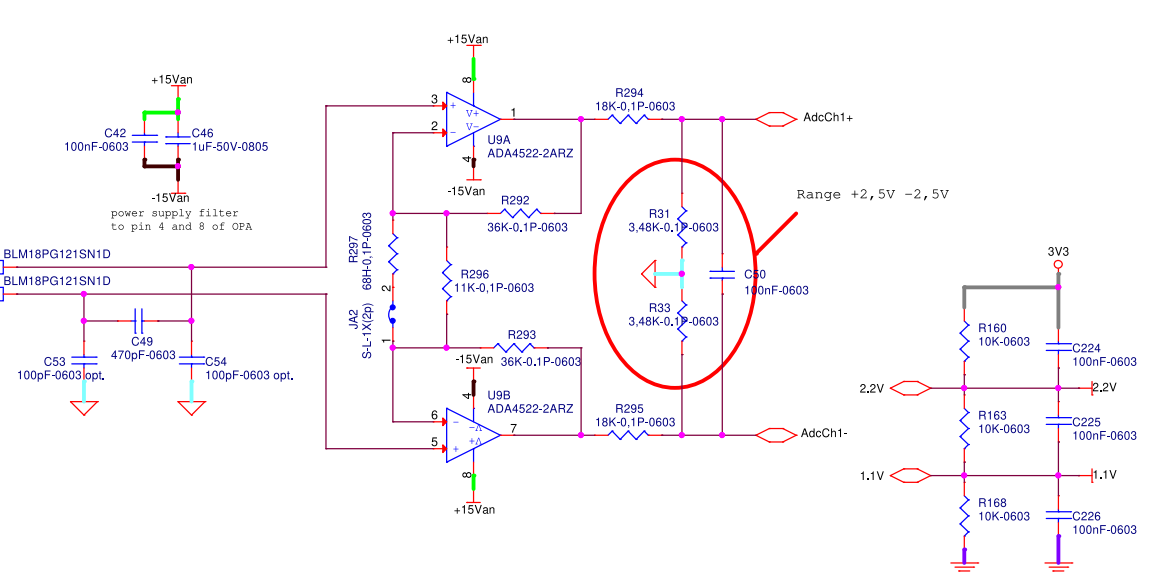 +15Van
C42
100nF-0603
C46
1uF-50V-0805
-15Van
power supply filter
to pin 4 and 8 of OPA
BLM18PG121SN1D
BLM18PG121SN1D
C49
470pF-0603
C53
100pF-0603 opt.
C54
100pF-0603 opt.
+15Van
8
3
+
V+
1
2
-
V-
U9A
ADA4522-2ARZ
4
-15Van
R292
36K-0.1P-0603
R297
68H-0,1P-0603
R296
11K-0,1P-0603
2
JA2
S-L-1X(2p)
1
R293
36K-0.1P-0603
-15Van
4
U9B
ADA4522-2ARZ
6
-
V-
7
5
+
V+
8
+15Van
R294
18K-0,1P-0603
AdcCh1+
R31
3,48K-0.1P-0603
C50
100nF-0603
R33
3,48K-0.1P-0603
R295
18K-0,1P-0603
AdcCh1-
Range +2,5V -2,5V
3V3
R160
10K-0603
C224
100nF-0603
2.2V
2.2V
R163
10K-0603
C225
100nF-0603
1.1V
1.1V
R168
10K-0603
C226
100nF-0603